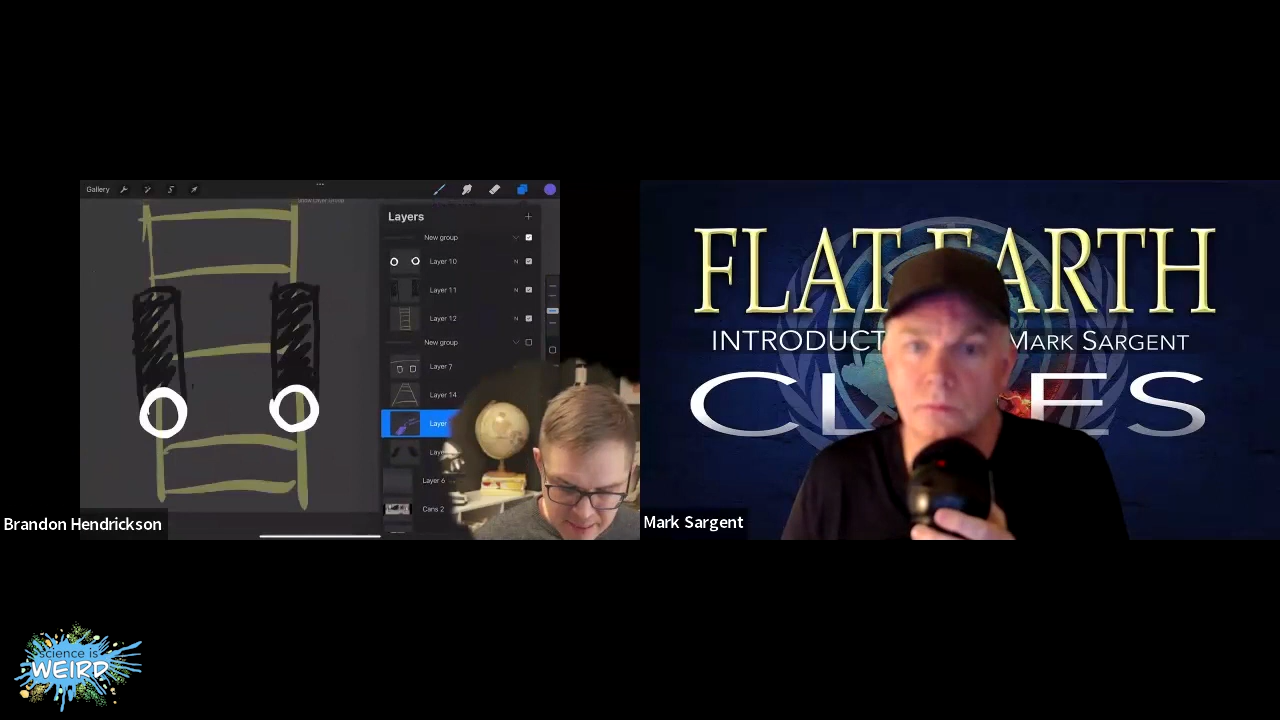 Gallery
Layers
New group
Layer 10
N
Layer 11
N
Layer 12
N
New group
Layer 7
Layer 14
Layer
Layer 6
Cans 2
Brandon Hendrickson
FLAT EARTH
INTRODUCT MARK SARGENT
CL ES
Mark Sargent
science is
WEIRD